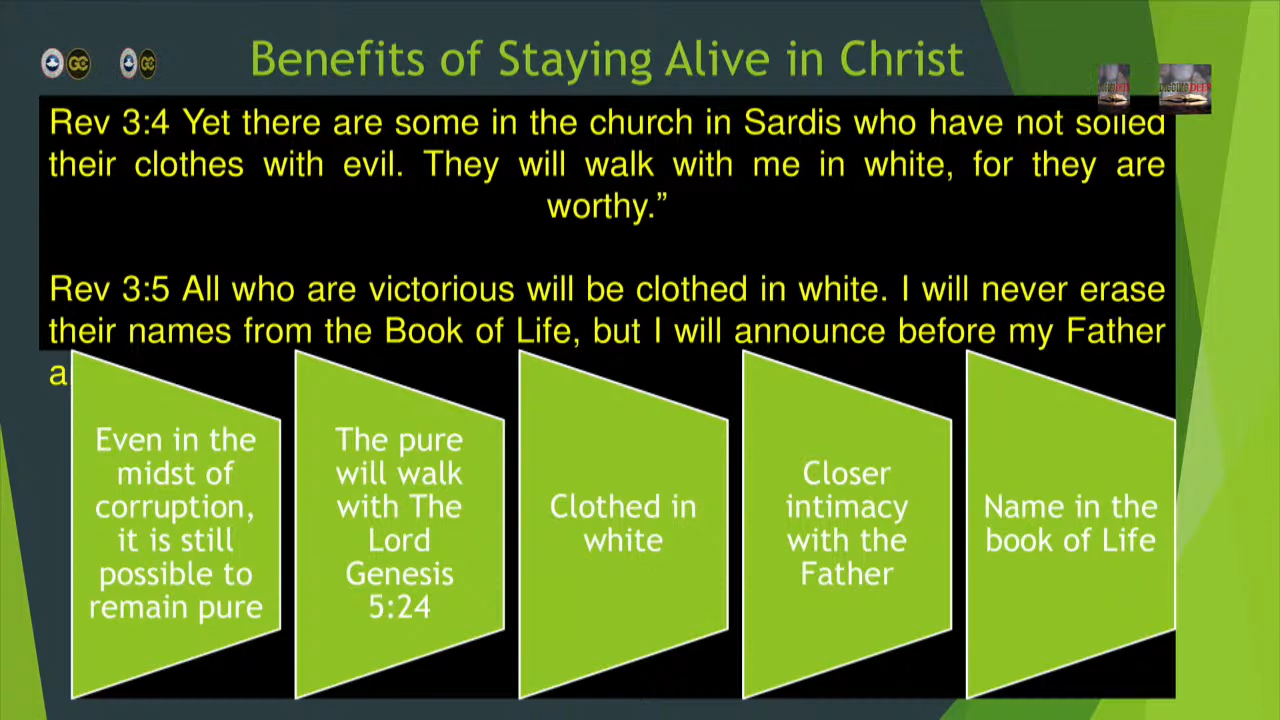 Benefits of Staying Alive in Christ
Rev 3:4 Yet there are some in the church in Sardis who have not soiled
their clothes with evil. They will walk with me in white, for they are
worthy.”
Rev 3:5 All who are victorious will be clothed in white. I will never erase
their names from the Book of Life, but I will announce before my Father
Even in the
midst of
corruption,
it is still
possible to
remain pure
The pure
will walk
with The
Lord
Genesis
5:24
Clothed in
white
Closer
intimacy
with the
Father
Name in the
book of Life